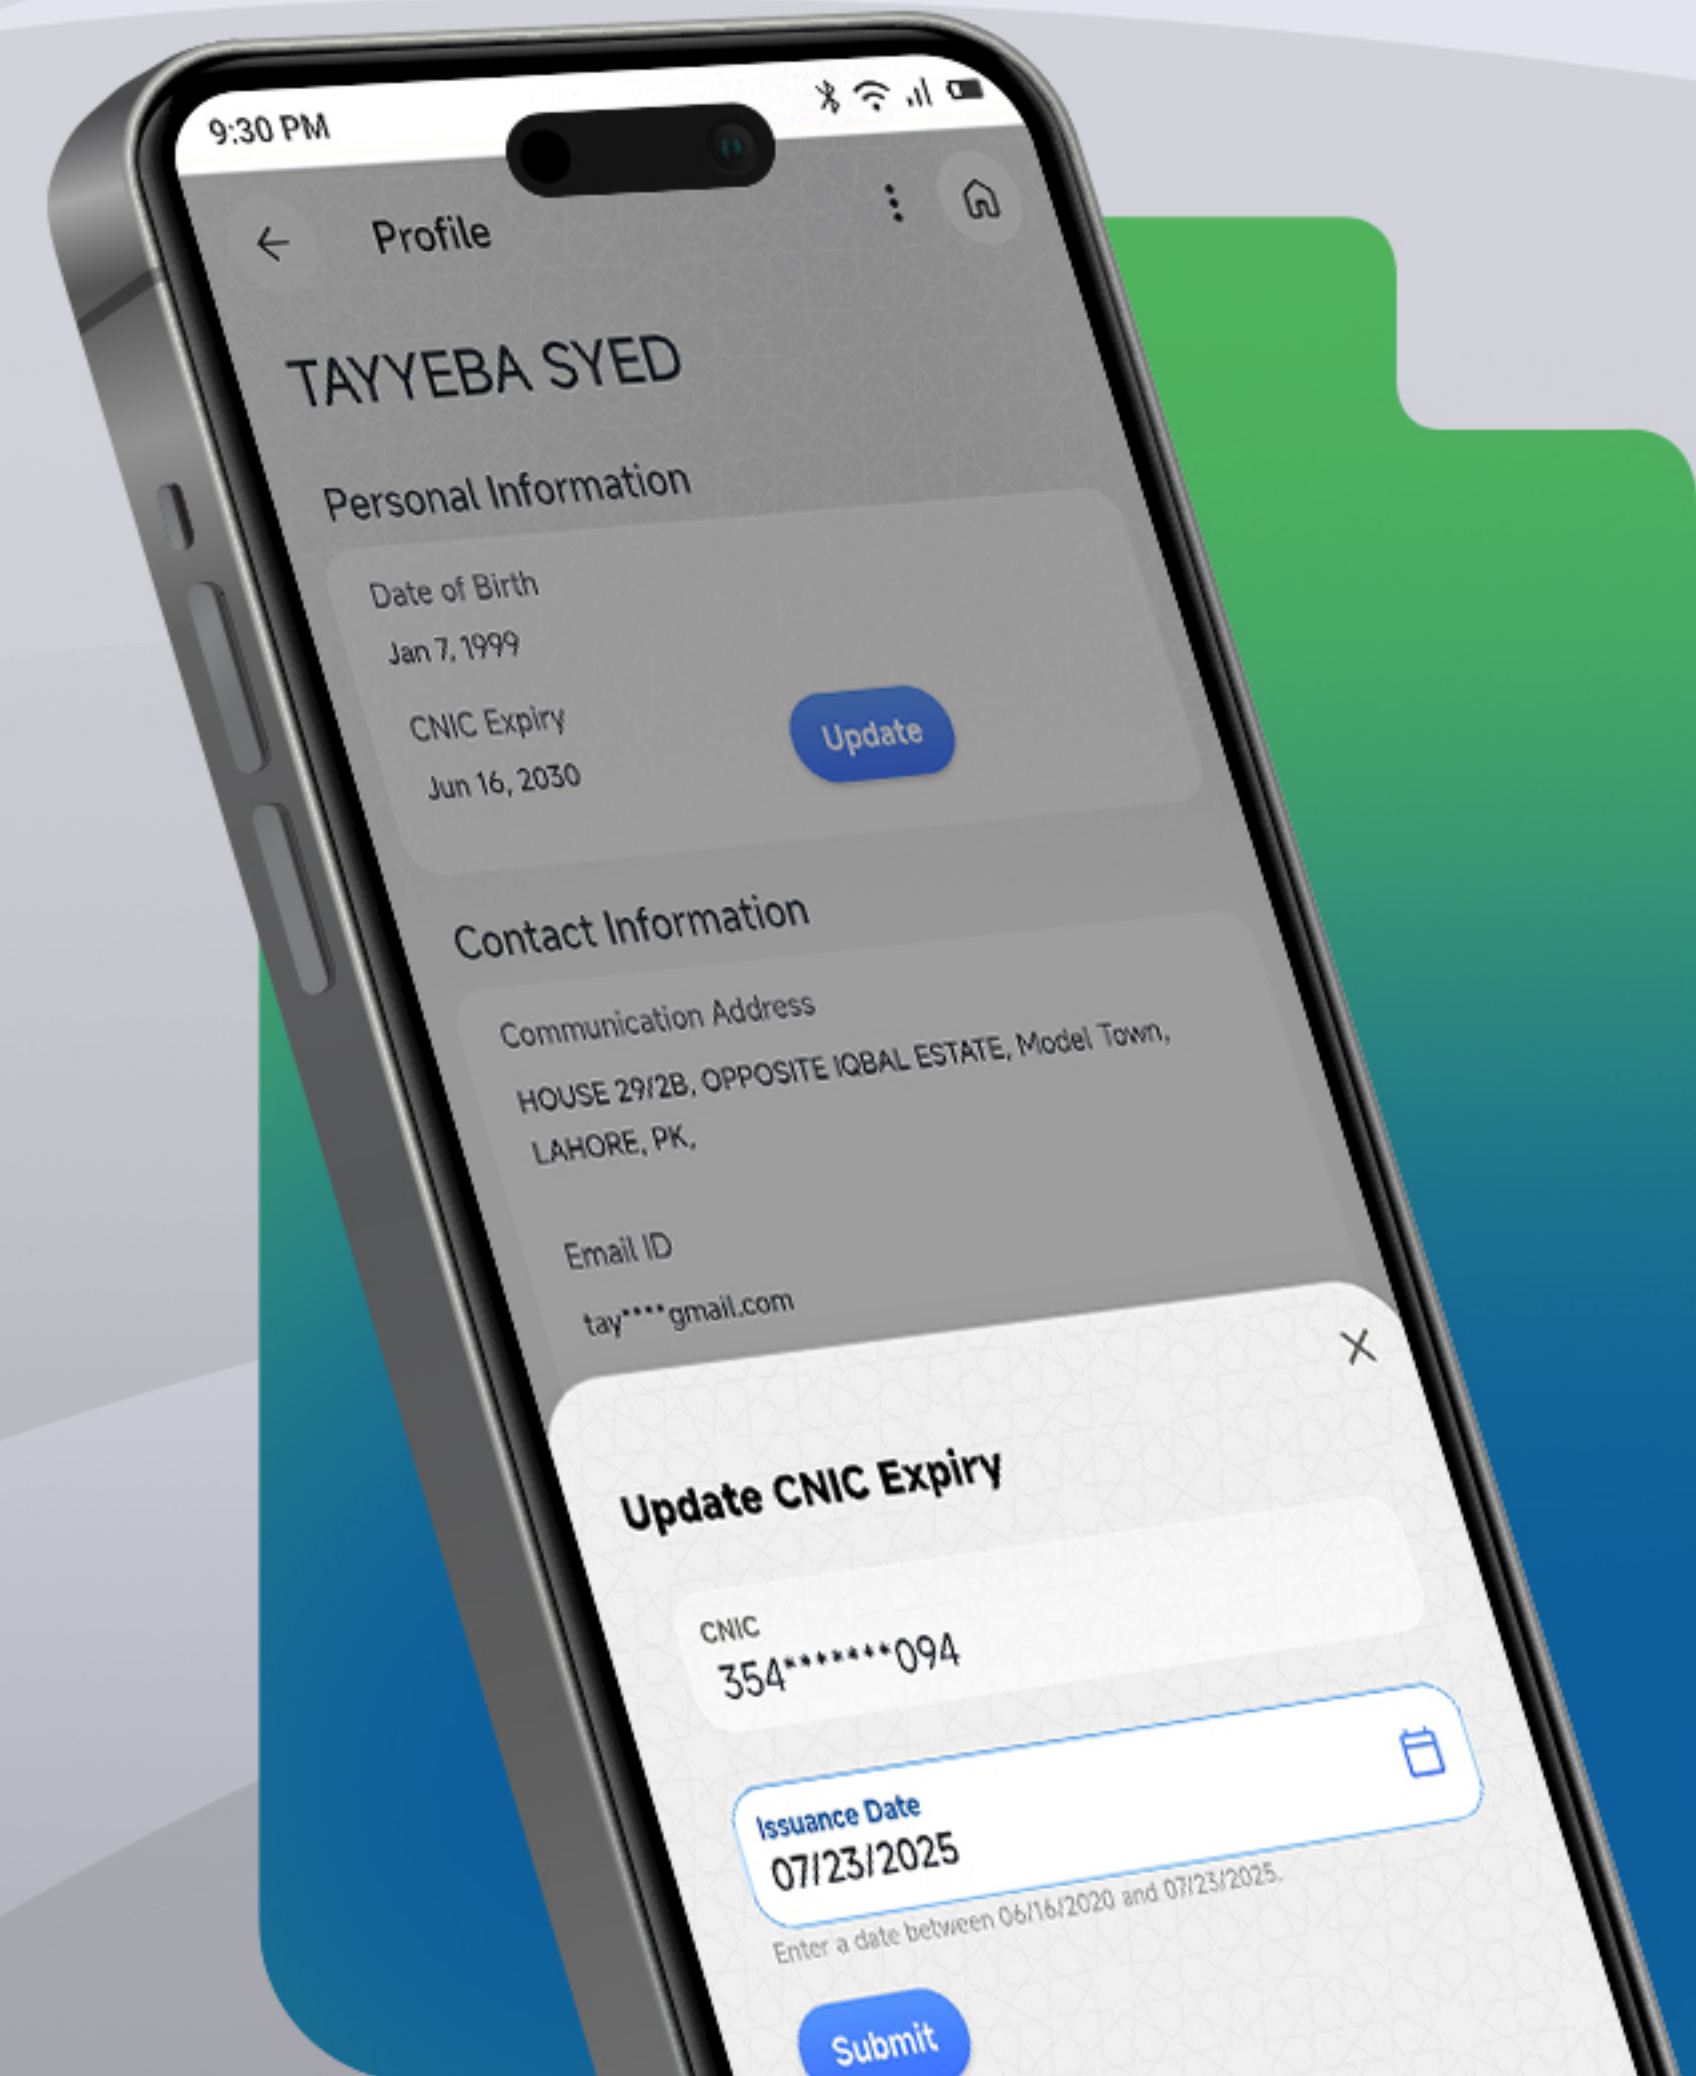 9:30 PM
Profile
TAYYEBA SYED
Personal Information
Date of Birth
Jan 7, 1999
CNIC Expiry
Jun 16, 2030
Update
Contact Information
Communication Address
HOUSE 29/2B, OPPOSITE IQBAL ESTATE, Model Town,
LAHORE, PK,
Email ID
tay****gmail.com
Update CNIC Expiry
CNIC
354*******094
Issuance Date
07/23/2025
Enter a date between 06/16/2020 and 07/23/2025.
Submit